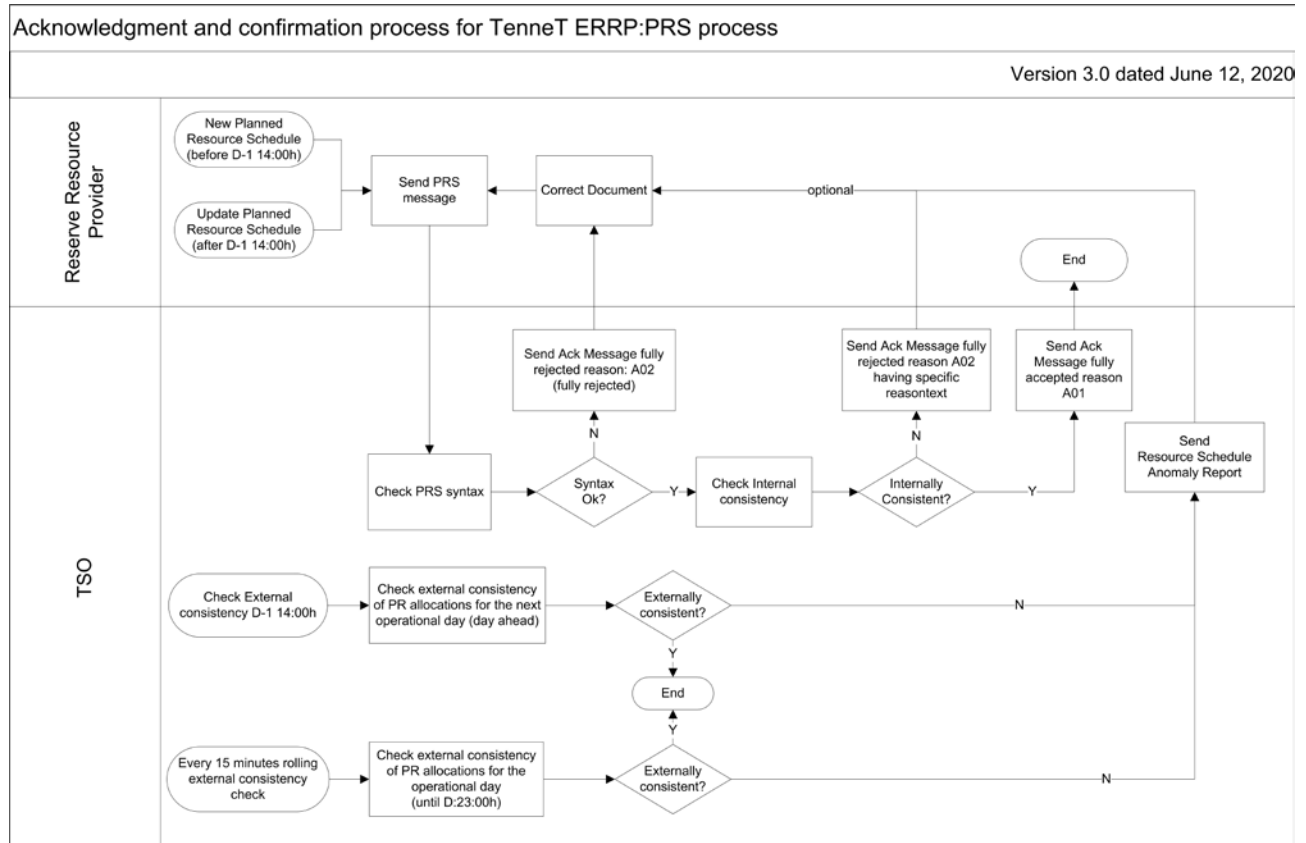 Acknowledgment and confirmation process for TenneT ERRP:PRS process
Version 3.0 dated June 12, 2020
Reserve Resource
Provider
New Planned
Resource Schedule
(before D-1 14:00h)
Update Planned
Resource Schedule
(after D-1 14:00h)
Send PRS
message
Correct Document
optional
End
TSO
Send Ack Message fully
rejected reason: A02
(fully rejected)
Send Ack Message fully
rejected reason A02
having specific
reasontext
Send Ack
Message fully
accepted reason
A01
Send
Resource Schedule
Anomaly Report
N
N
Check PRS syntax
Syntax
Ok?
Y
Check Internal
consistency
Internally
Consistent?
Y
Check External
consistency D-1 14:00h
Check external consistency
of PR allocations for the next
operational day (day ahead)
Externally
consistent?
N
Y
End
Y
Every 15 minutes rolling
external consistency
check
Check external consistency
of PR allocations for the
operational day
(until D:23:00h)
Externally
consistent?
N